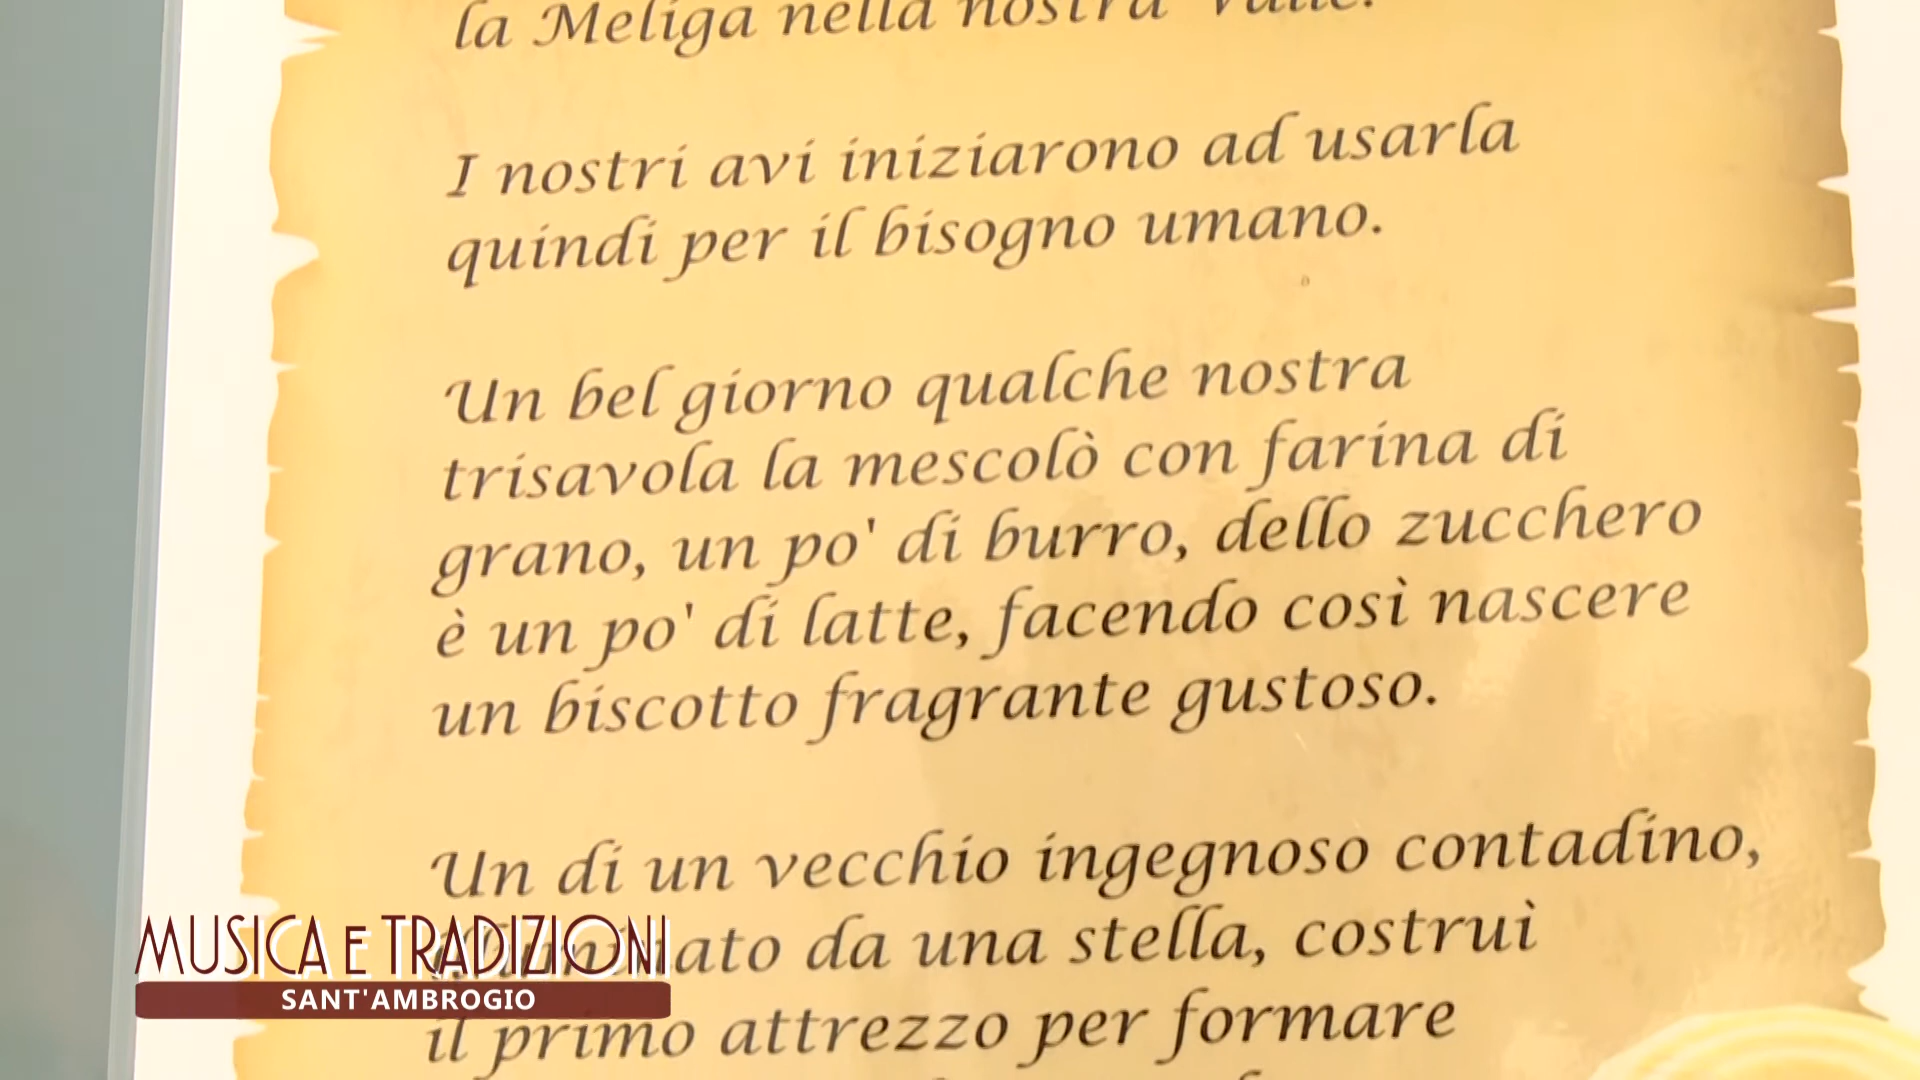 la Meliga nella nostra Valle.
I nostri avi iniziarono ad usarla
quindi per il bisogno umano.
Un bel giorno qualche nostra
trisavola la mescolò con farina di
grano, un po' di burro, dello zucchero
è un po' di latte, facendo così nascere
un biscotto fragrante gustoso.
Un di un vecchio ingegnoso contadino,
illuminato da una stella, costruì
il primo attrezzo per formare
MUSICA E TRADIZIONI
SANT'AMBROGIO